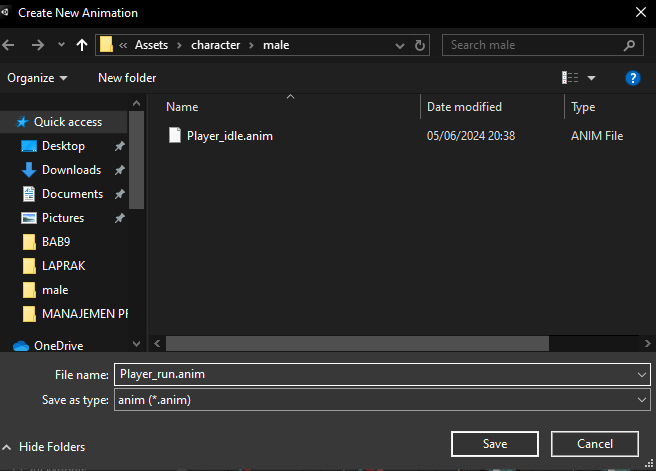 Create New Animation
« Assets > character > male
Search male
Organize
New folder
Name
Date modified
Type
Quick access
Player_idle.anim
05/06/2024 20:38
ANIM File
Desktop
Downloads
Documents
Pictures
BAB9
LAPRAK
male
MANAJEMEN PR
OneDrive
File name:
Player_run.anim
Save as type:
anim (*.anim)
Hide Folders
Save
Cancel